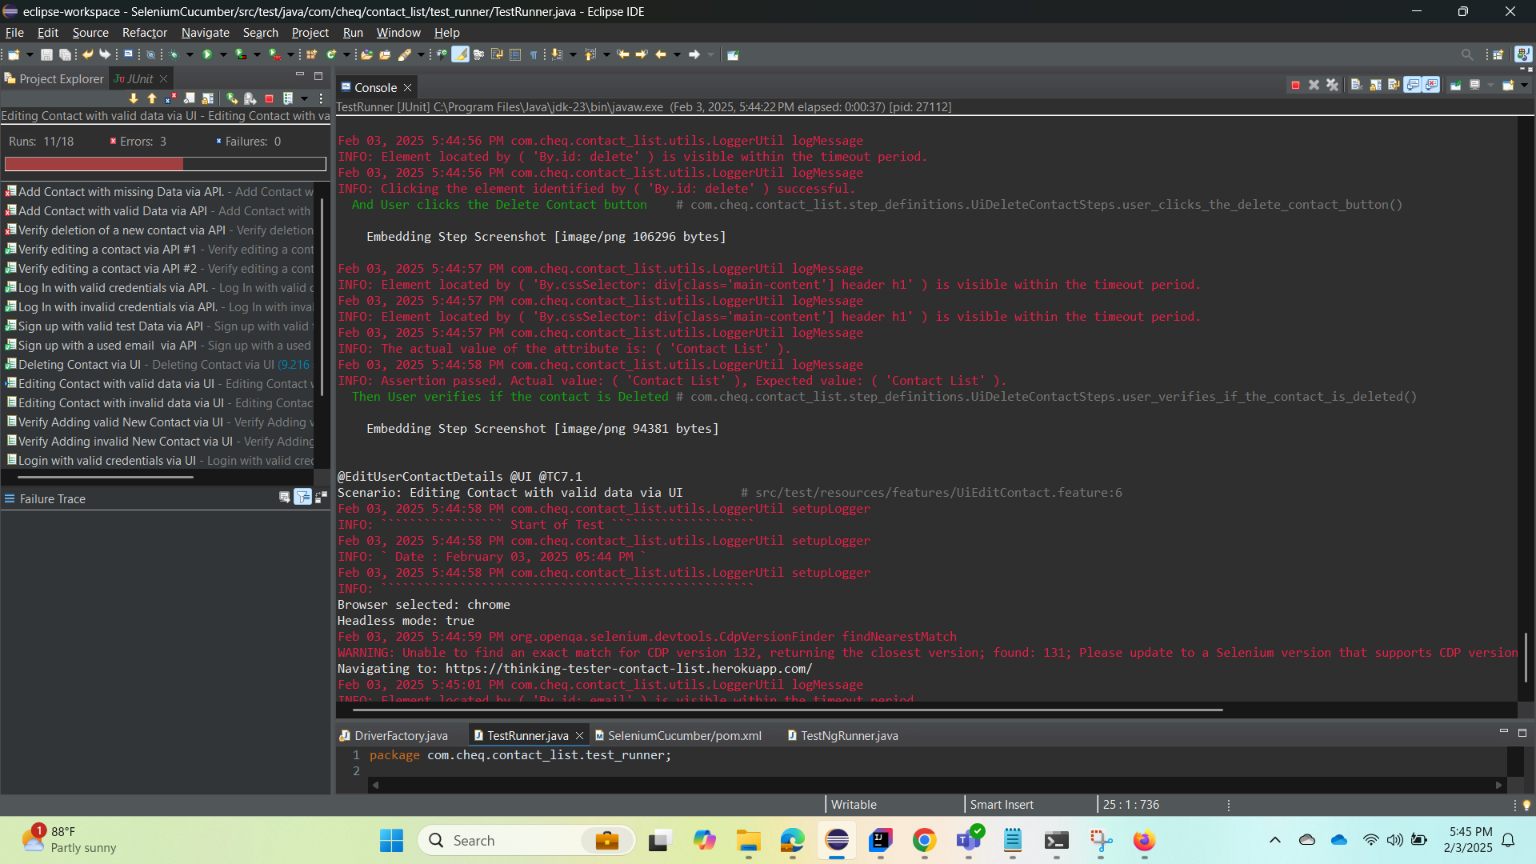 eclipse-workspace - SeleniumCucumber/src/test/java/com/cheq/contact_list/test_runner/TestRunner.java - Eclipse IDE
File Edit Source Refactor Navigate Search Project Run Window Help
Project Explorer JUnit
Console
TestRunner [JUnit] C:\Program Files\Java\jdk-23\bin\javaw.exe (Feb 3, 2025, 5:44:22 PM elapsed: 0:00:37) [pid: 27112]
Editing Contact with valid data via UI - Editing Contact with va
Runs: 11/18 Errors: 3 Failures: 0
Add Contact with missing Data via API. - Add Contact w
Add Contact with valid Data via API - Add Contact with
Verify deletion of a new contact via API - Verify deletion
Verify editing a contact via API #1 - Verify editing a cont
Verify editing a contact via API #2 - Verify editing a cont
Log In with valid credentials via API. - Log In with valid c
Log In with invalid credentials via API. - Log In with inva
Sign up with valid test Data via API - Sign up with valid
Sign up with a used email via API - Sign up with a used
Deleting Contact via UI - Deleting Contact via UI (9.216
Editing Contact with valid data via UI - Editing Contact
Editing Contact with invalid data via UI - Editing Contac
Verify Adding valid New Contact via UI - Verify Adding
Verify Adding invalid New Contact via UI - Verify Adding
Login with valid credentials via UI - Login with valid cre
Failure Trace
Feb 03, 2025 5:44:56 PM com.cheq.contact_list.utils.LoggerUtil logMessage
INFO: Element located by ( 'By.id: delete' ) is visible within the timeout period.
Feb 03, 2025 5:44:56 PM com.cheq.contact_list.utils.LoggerUtil logMessage
INFO: Clicking the element identified by ( 'By.id: delete' ) successful.
And User clicks the Delete Contact button # com.cheq.contact_list.step_definitions.UiDeleteContactSteps.user_clicks_the_delete_contact_button()
Embedding Step Screenshot [image/png 106296 bytes]
Feb 03, 2025 5:44:57 PM com.cheq.contact_list.utils.LoggerUtil logMessage
INFO: Element located by ( 'By.cssSelector: div[class='main-content'] header h1' ) is visible within the timeout period.
Feb 03, 2025 5:44:57 PM com.cheq.contact_list.utils.LoggerUtil logMessage
INFO: Element located by ( 'By.cssSelector: div[class='main-content'] header h1' ) is visible within the timeout period.
Feb 03, 2025 5:44:57 PM com.cheq.contact_list.utils.LoggerUtil logMessage
INFO: The actual value of the attribute is: ( 'Contact List' ).
Feb 03, 2025 5:44:58 PM com.cheq.contact_list.utils.LoggerUtil logMessage
INFO: Assertion passed. Actual value: ( 'Contact List' ), Expected value: ( 'Contact List' ).
Then User verifies if the contact is Deleted # com.cheq.contact_list.step_definitions.UiDeleteContactSteps.user_verifies_if_the_contact_is_deleted()
Embedding Step Screenshot [image/png 94381 bytes]
@EditUserContactDetails @UI @TC7.1
Scenario: Editing Contact with valid data via UI # src/test/resources/features/UiEditContact.feature:6
Feb 03, 2025 5:44:58 PM com.cheq.contact_list.utils.LoggerUtil setupLogger
INFO: ````````````````` Start of Test ````````````````````
Feb 03, 2025 5:44:58 PM com.cheq.contact_list.utils.LoggerUtil setupLogger
INFO: ` Date : February 03, 2025 05:44 PM `
Feb 03, 2025 5:44:58 PM com.cheq.contact_list.utils.LoggerUtil setupLogger
INFO: ````````````````````````````````````````````````````
Browser selected: chrome
Headless mode: true
Feb 03, 2025 5:44:59 PM org.openqa.selenium.devtools.CdpVersionFinder findNearestMatch
WARNING: Unable to find an exact match for CDP version 132, returning the closest version; found: 131; Please update to a Selenium version that supports CDP version
Navigating to: https://thinking-tester-contact-list.herokuapp.com/
Feb 03, 2025 5:45:01 PM com.cheq.contact_list.utils.LoggerUtil logMessage
INFO: Element located by ( 'By.id: email' ) is visible within the timeout period
DriverFactory.java TestRunner.java SeleniumCucumber/pom.xml TestNgRunner.java
1 package com.cheq.contact_list.test_runner;
2
Writable Smart Insert 25 : 1 : 736
1
88°F
Partly sunny
Search
5:45 PM
2/3/2025